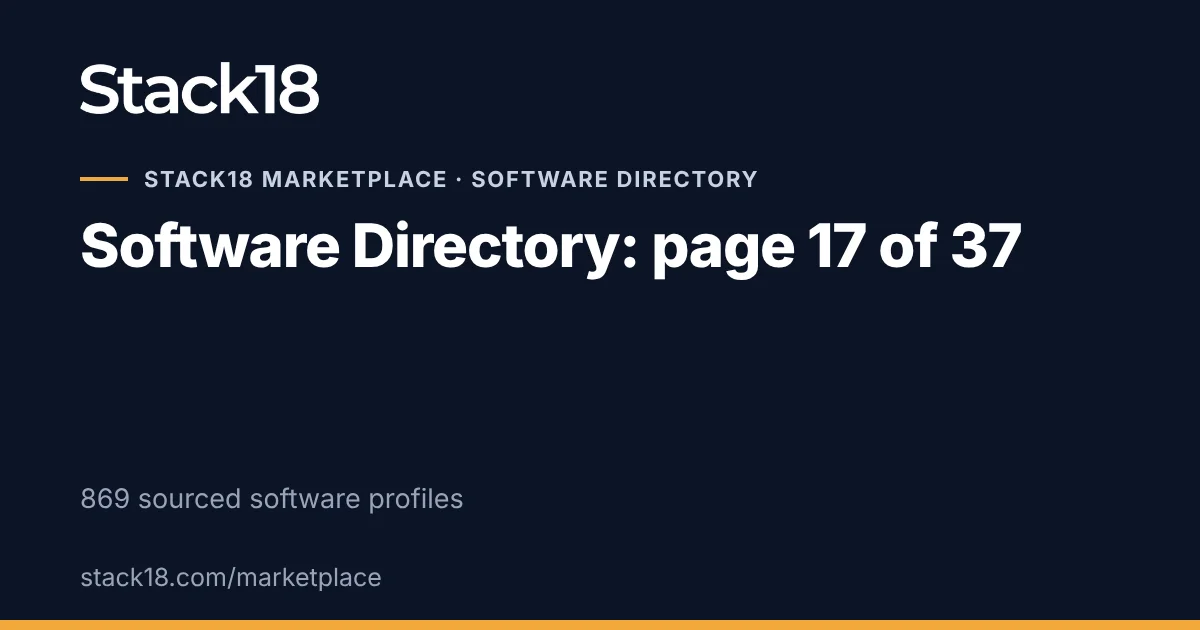 Stack18
STACK18 MARKETPLACE · SOFTWARE DIRECTORY
Software Directory: page 17 of 37
869 sourced software profiles
stack18.com/marketplace